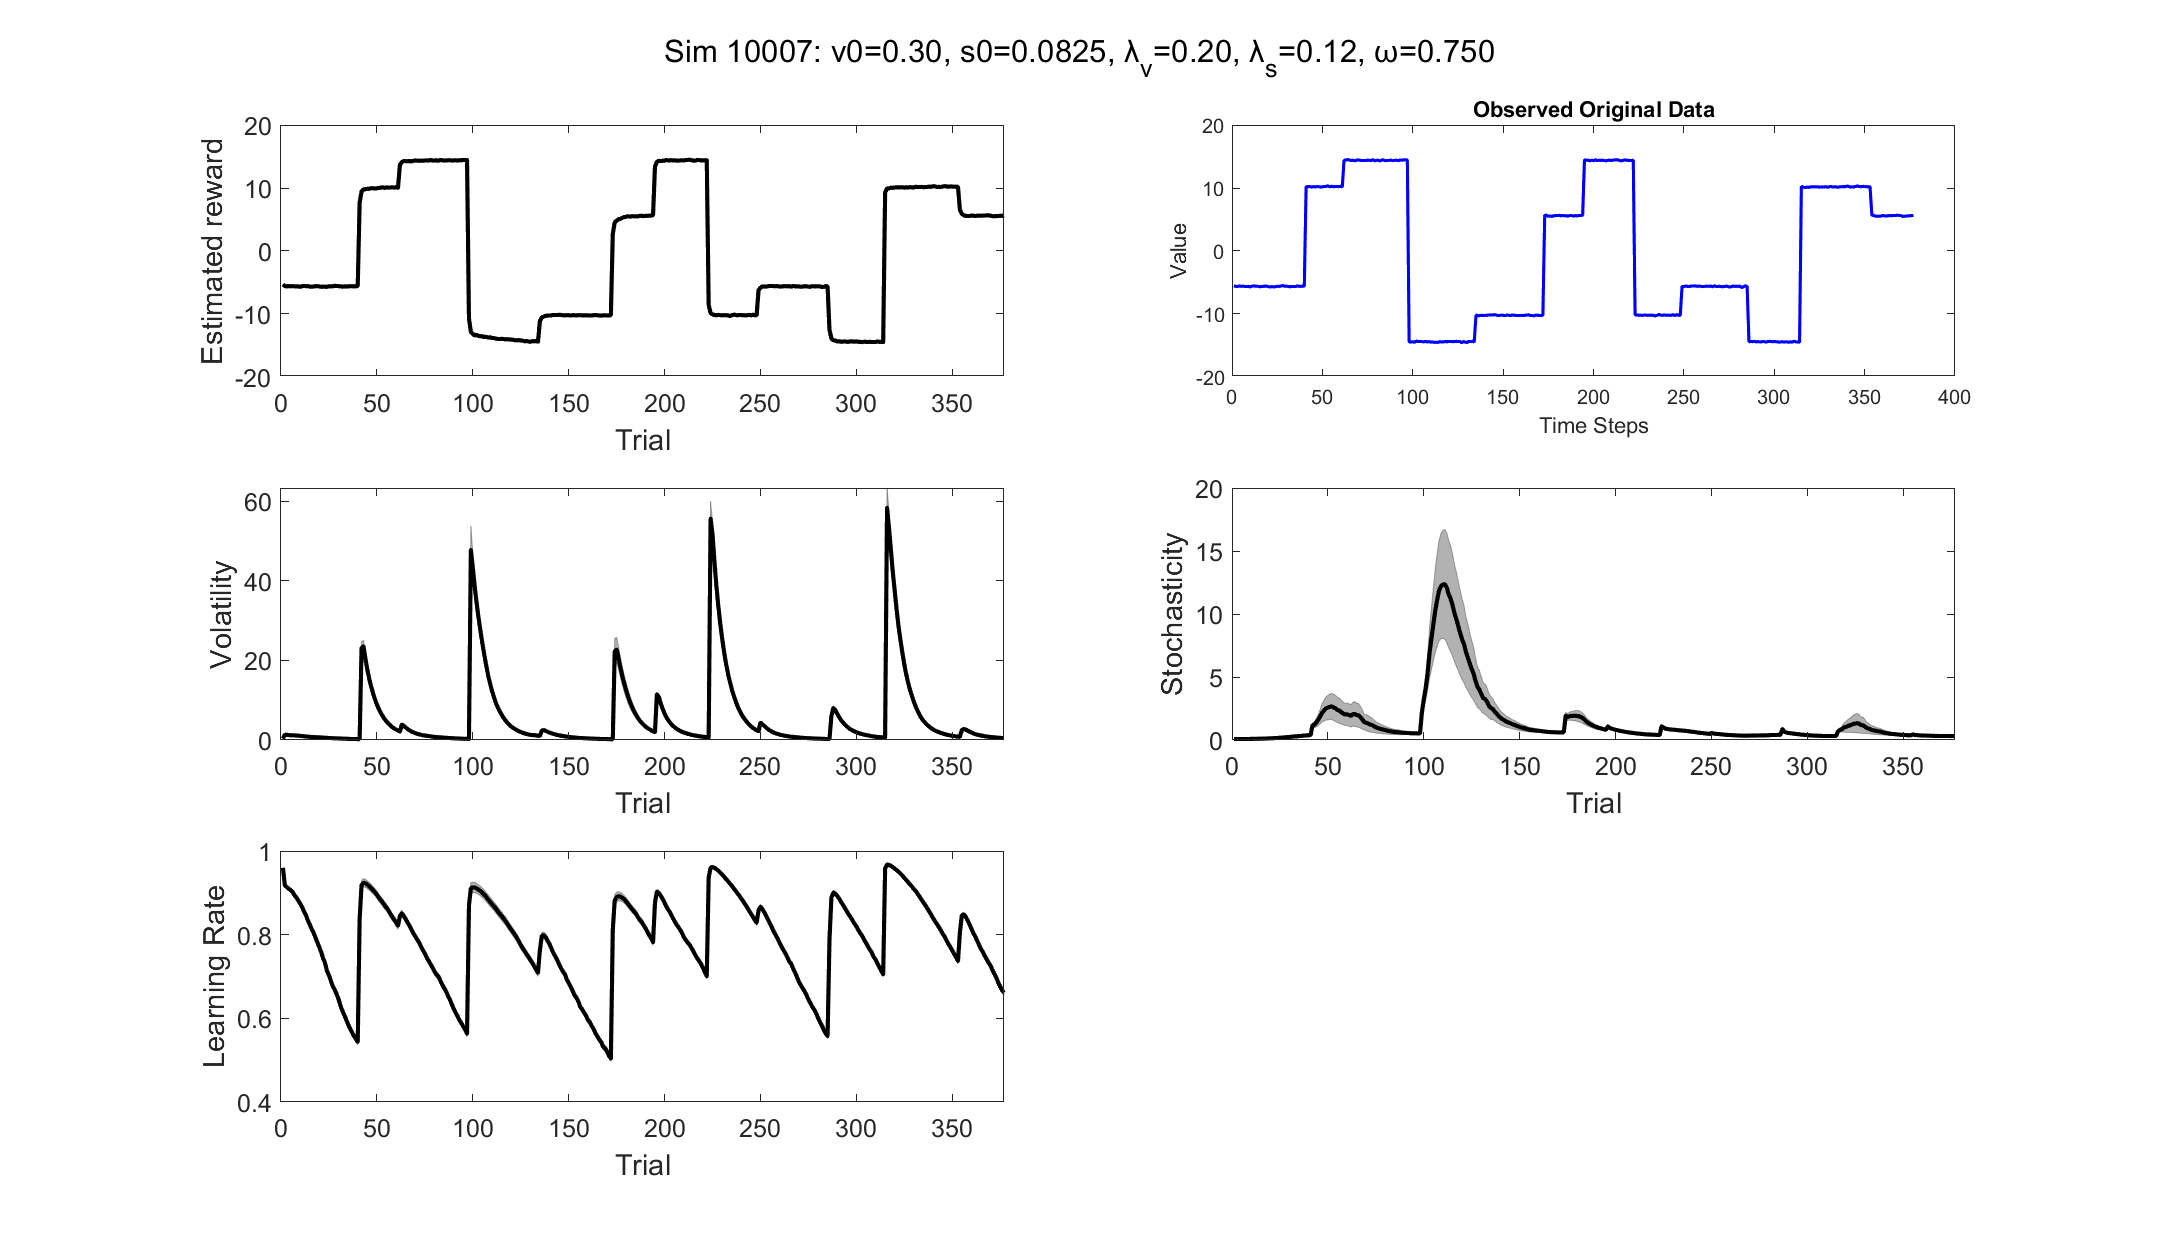 Sim 10007: v0=0.30, s0=0.0825, λ_v=0.20, λ_s=0.12, ω=0.750
Estimated reward
20
10
0
-10
-20
0 50 100 150 200 250 300 350
Trial
Observed Original Data
Value
20
10
0
-10
-20
0 50 100 150 200 250 300 350 400
Time Steps
Volatility
60
40
20
0
0 50 100 150 200 250 300 350
Trial
Stochasticity
20
15
10
5
0
0 50 100 150 200 250 300 350
Trial
Learning Rate
1
0.8
0.6
0.4
0 50 100 150 200 250 300 350
Trial